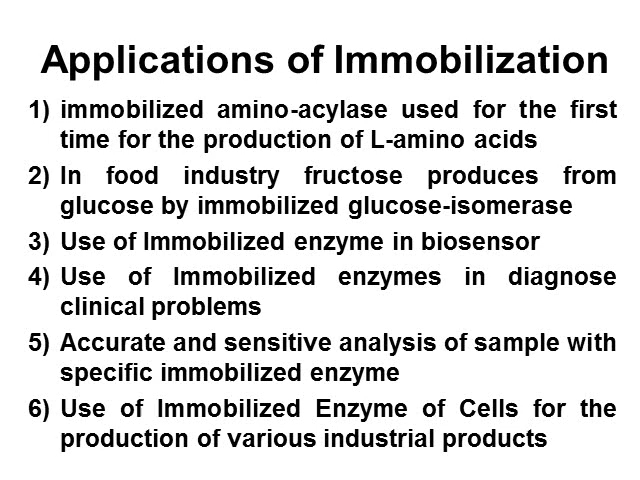 Applications of Immobilization
1) immobilized amino-acylase used for the first
time for the production of L-amino acids
2) In food industry fructose produces from
glucose by immobilized glucose-isomerase
3) Use of Immobilized enzyme in biosensor
4) Use of Immobilized enzymes in diagnose
clinical problems
5) Accurate and sensitive analysis of sample with
specific immobilized enzyme
6) Use of Immobilized Enzyme of Cells for the
production of various industrial products